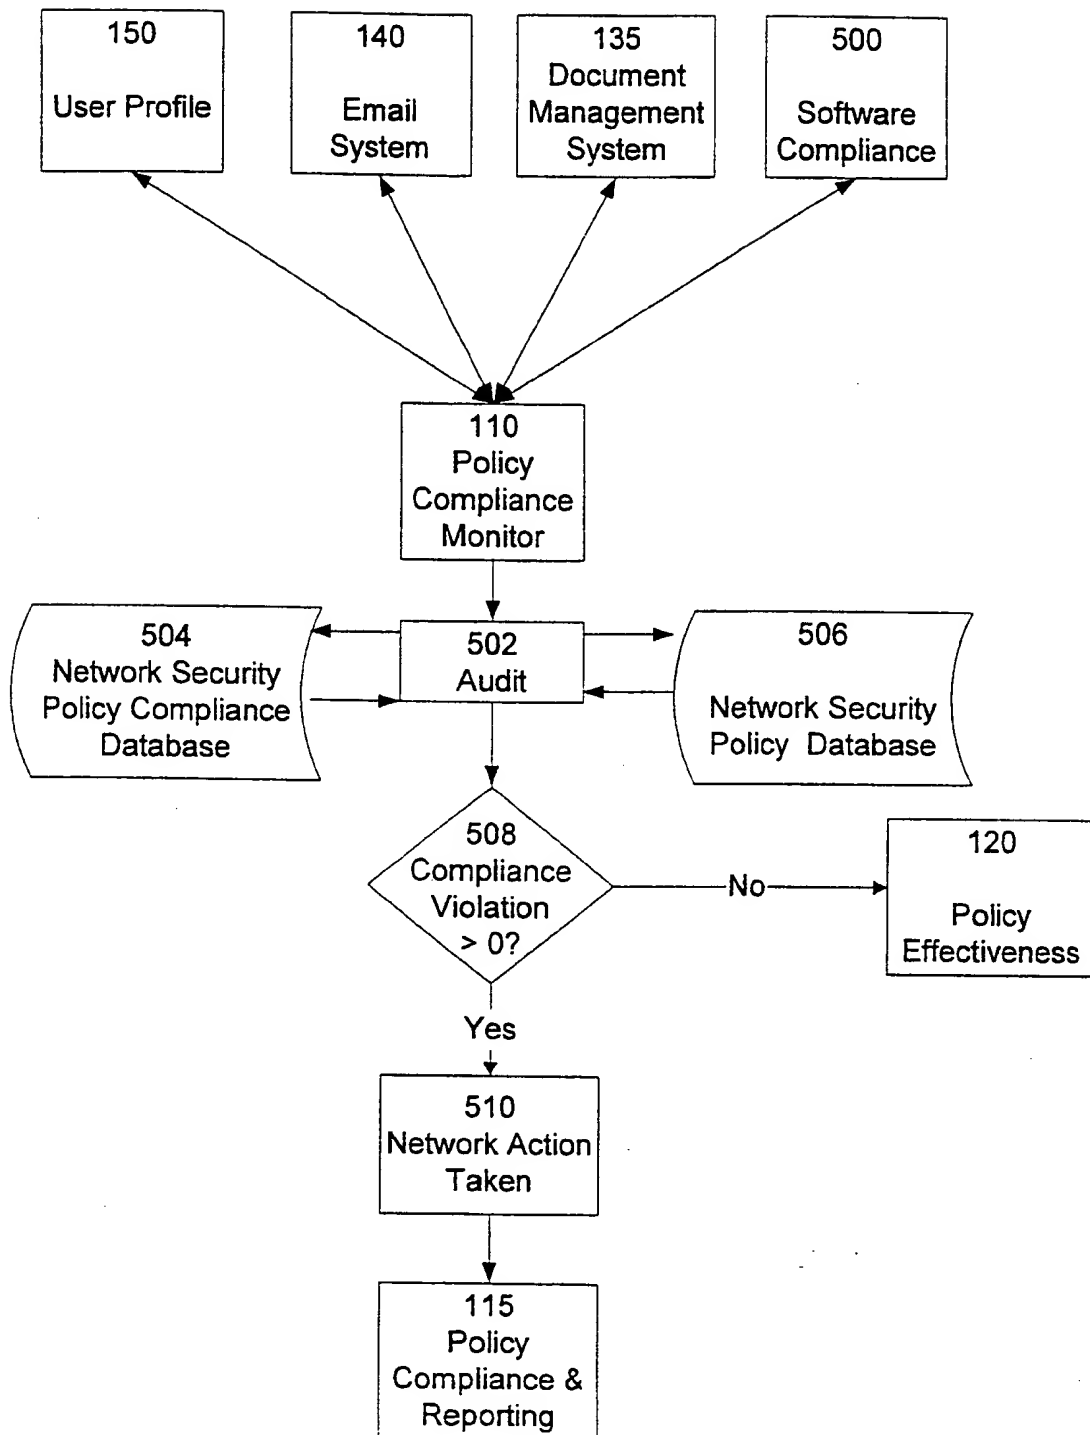 150
User Profile
140
Email
System
135
Document
Management
System
500
Software
Compliance
110
Policy
Compliance
Monitor
504
Network Security
Policy Compliance
Database
502
Audit
506
Network Security
Policy Database
508
Compliance
Violation
> 0?
No
120
Policy
Effectiveness
Yes
510
Network Action
Taken
115
Policy
Compliance &
Reporting